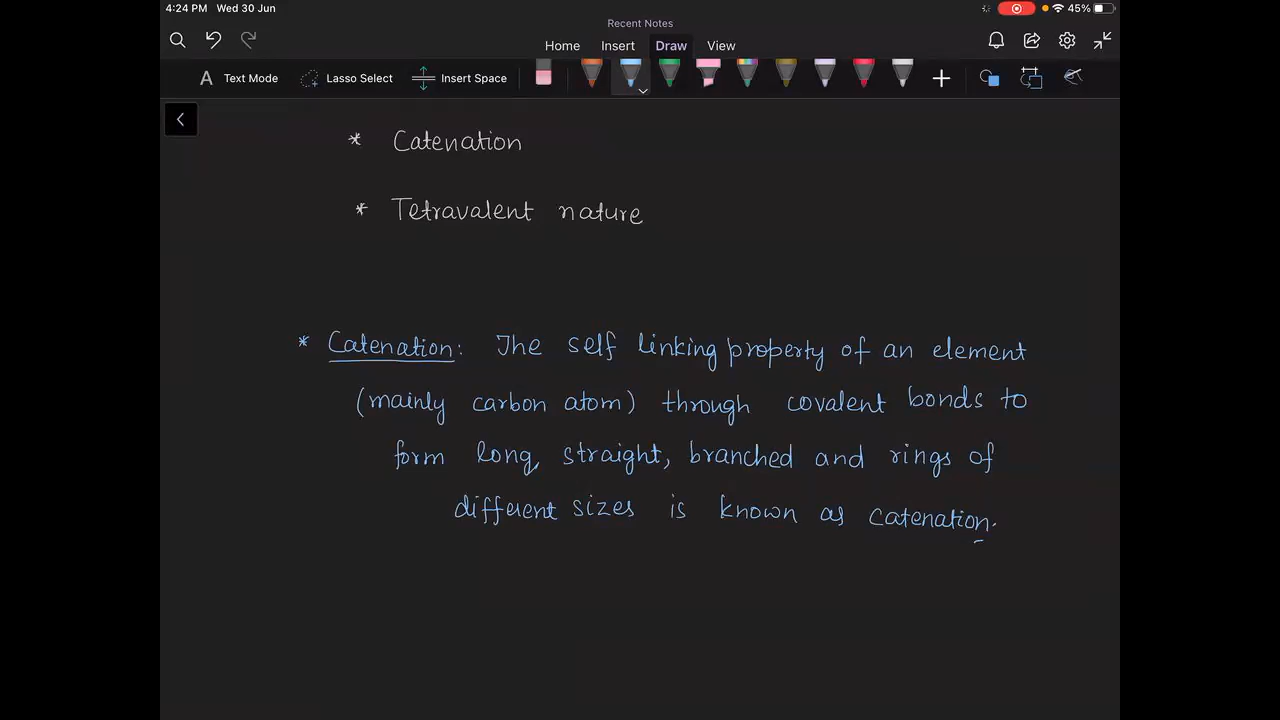 4:24 PM Wed 30 Jun
45%
Recent Notes
Home Insert Draw View
A Text Mode Lasso Select Insert Space
* Catenation
* Tetravalent nature
* Catenation: The self linking property of an element
(mainly carbon atom) through covalent bonds to
form long, straight, branched and rings of
different sizes is known as catenation.